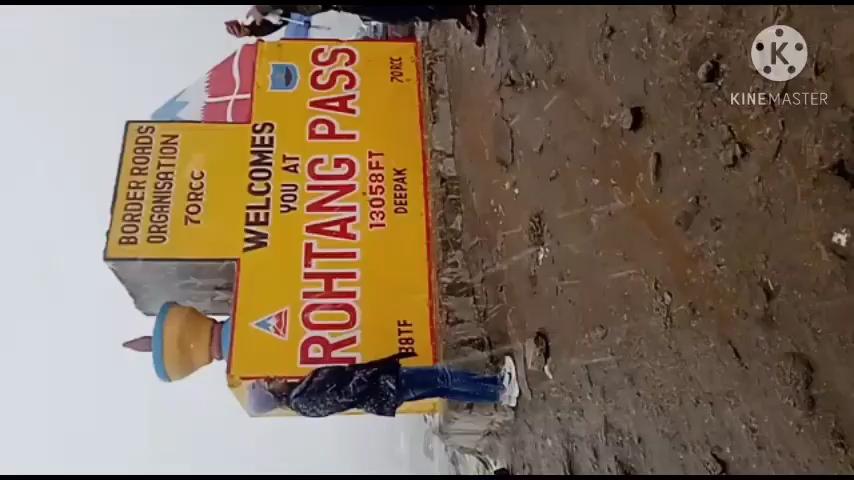 BORDER ROADS
ORGANISATION
70RCC
WELCOMES
YOU AT
ROHTANG PASS
13058FT
DEEPAK
38TF
70RCC
K
KINEMASTER